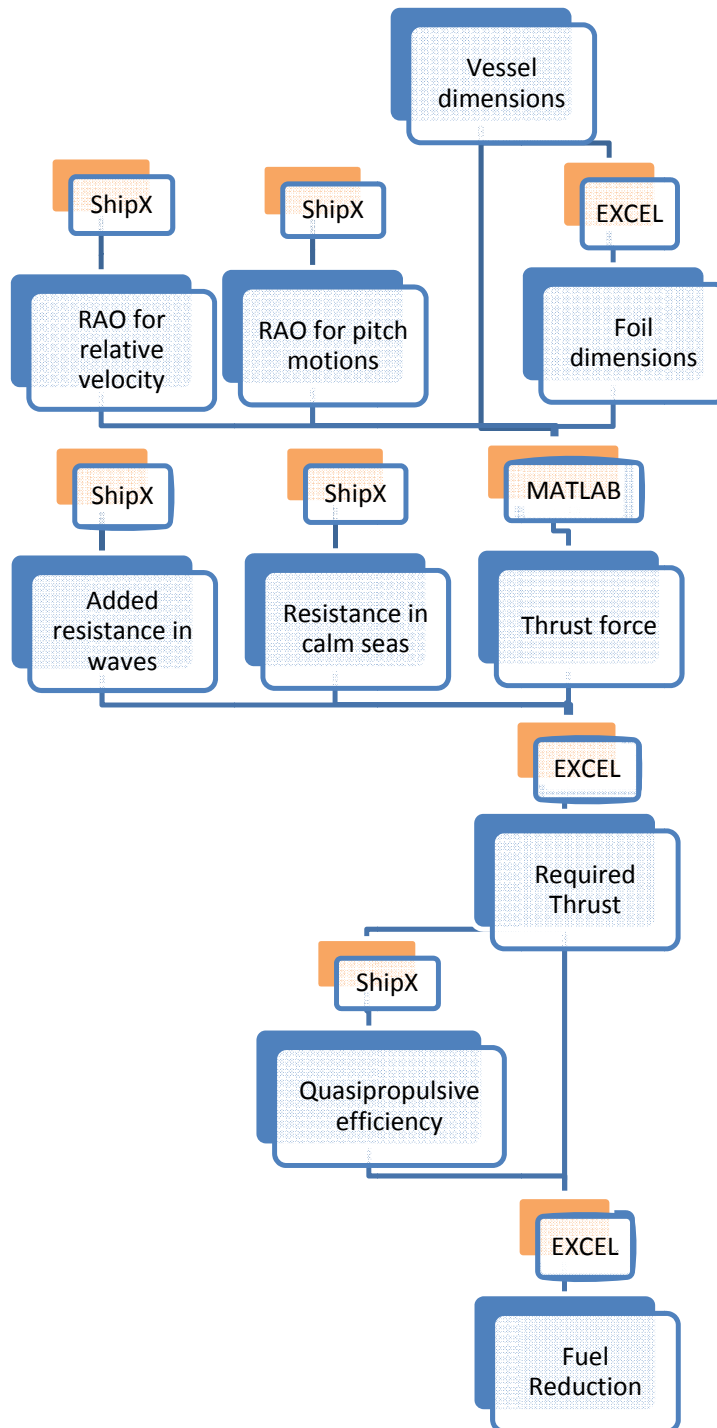 Vessel
dimensions
ShipX
ShipX
EXCEL
RAO for
relative
velocity
RAO for pitch
motions
Foil
dimensions
ShipX
ShipX
MATLAB
Added
resistance in
waves
Resistance in
calm seas
Thrust force
EXCEL
Required
Thrust
ShipX
Quasipropulsive
efficiency
EXCEL
Fuel
Reduction